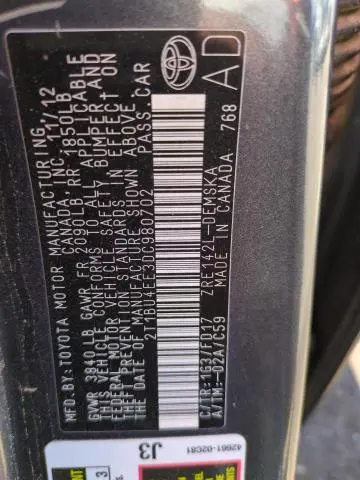 MFD. BY: TOYOTA MOTOR MANUFACTURING,
CANADA, INC. 11/12
GVWR 3840LB GAWR FR 2090LB RR 1850LB
THIS VEHICLE CONFORMS TO ALL APPLICABLE
FEDERAL MOTOR VEHICLE SAFETY BUMPER AND
THEFT PREVENTION STANDARDS IN EFFECT ON
THE DATE OF MANUFACTURE SHOWN ABOVE.
2T1BU4EE3DC980702 PASS. CAR
ZRE142L-DEMSKA
C/TR:1G3/FD17 MADE IN CANADA 768
A/TM:-02A/C59
AD
42661-02C81
J3